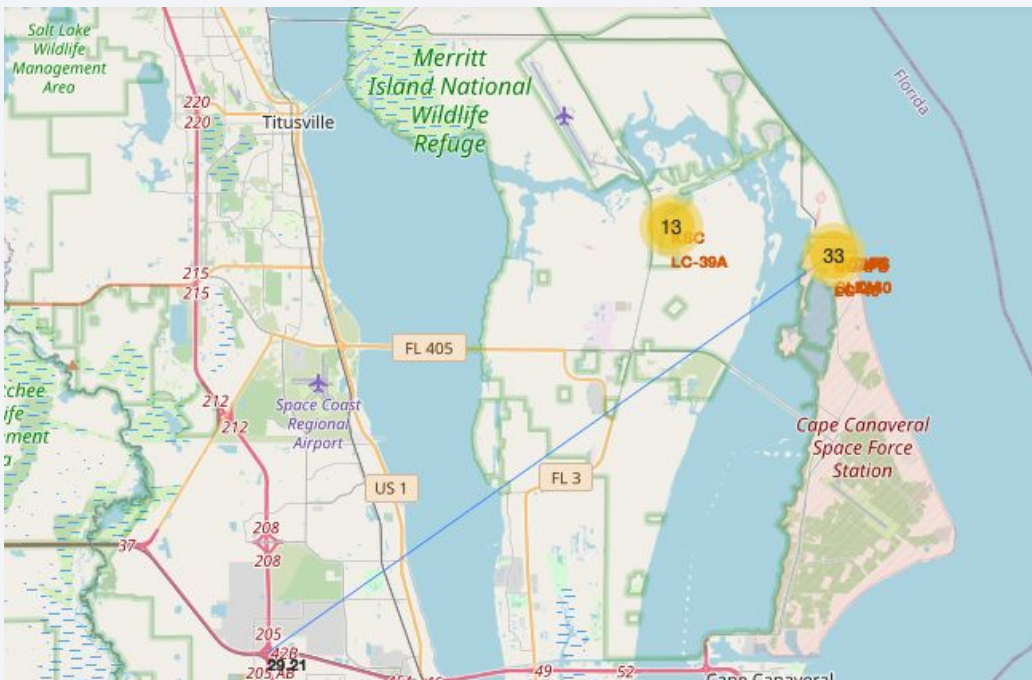 Salt Lake
Wildlife
Management
Area
220
220
Titusville
Merritt
Island National
Wildlife
Refuge
Florida
13
LC-39A
33
215
215
FL 405
212
212
Space Coast
Regional
Airport
Cape Canaveral
Space Force
Station
US 1
FL 3
37
208
208
205
29.21
205
49
52
Cape Canaveral